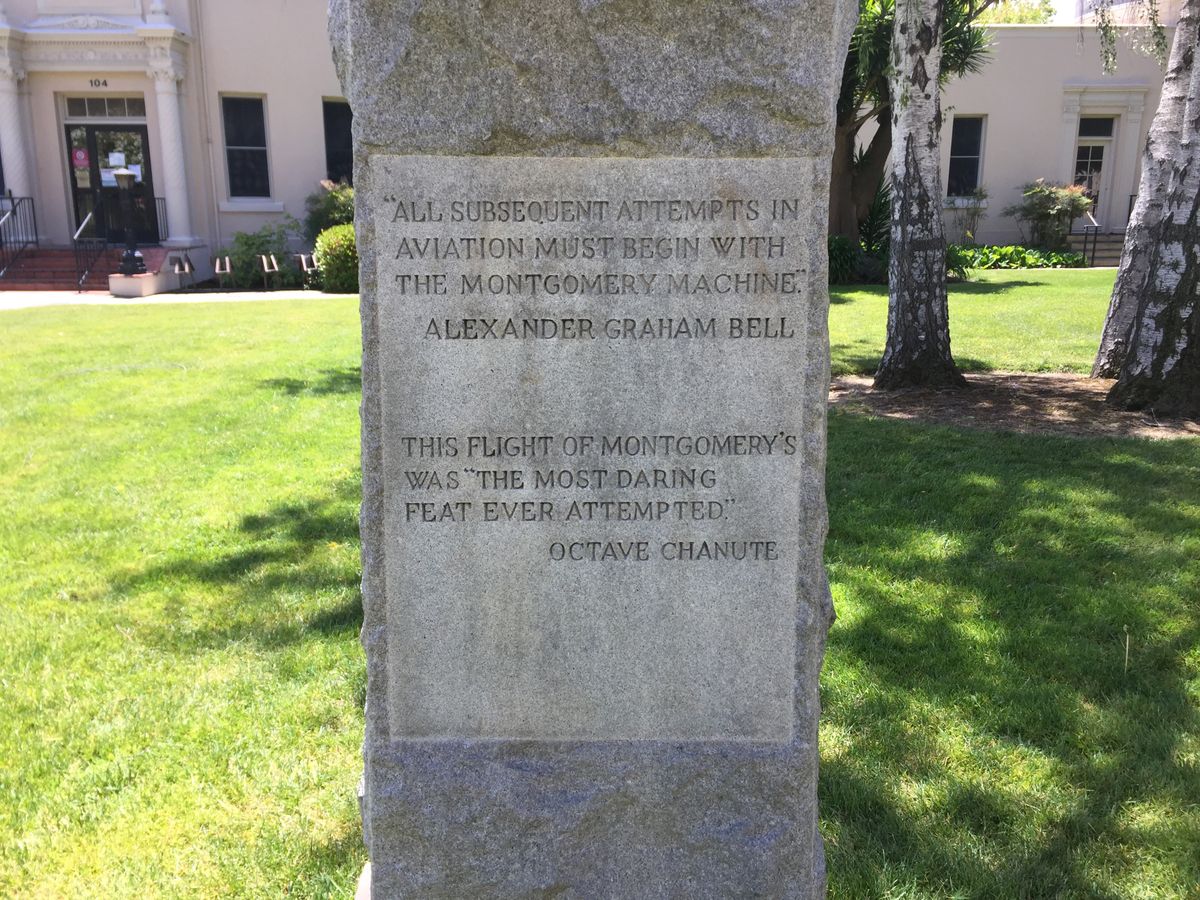 104
“ALL SUBSEQUENT ATTEMPTS IN
AVIATION MUST BEGIN WITH
THE MONTGOMERY MACHINE.”
ALEXANDER GRAHAM BELL
THIS FLIGHT OF MONTGOMERY'S
WAS “THE MOST DARING
FEAT EVER ATTEMPTED.”
OCTAVE CHANUTE